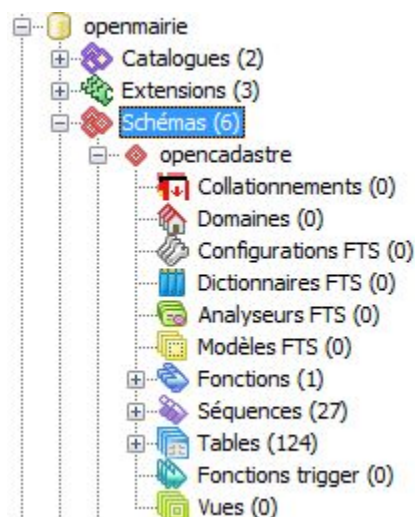 openmairie
Catalogues (2)
Extensions (3)
Schémas (6)
opencadastre
Collationnements (0)
Domaines (0)
Configurations FTS (0)
Dictionnaires FTS (0)
Analyseurs FTS (0)
Modèles FTS (0)
Fonctions (1)
Séquences (27)
Tables (124)
Fonctions trigger (0)
Vues (0)